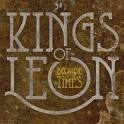 KINGS
OF
LEON
BECAUSE
OF THE
TIMES